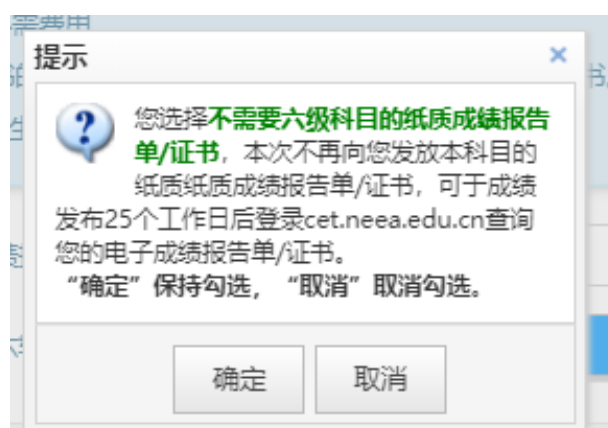 需费用
提示
您选择不需要六级科目的纸质成绩报告
单/证书，本次不再向您发放本科目的
纸质纸质成绩报告单/证书，可于成绩
发布25个工作日后登录cet.neea.edu.cn查询
您的电子成绩报告单/证书。
“确定”保持勾选，“取消”取消勾选。
确定
取消